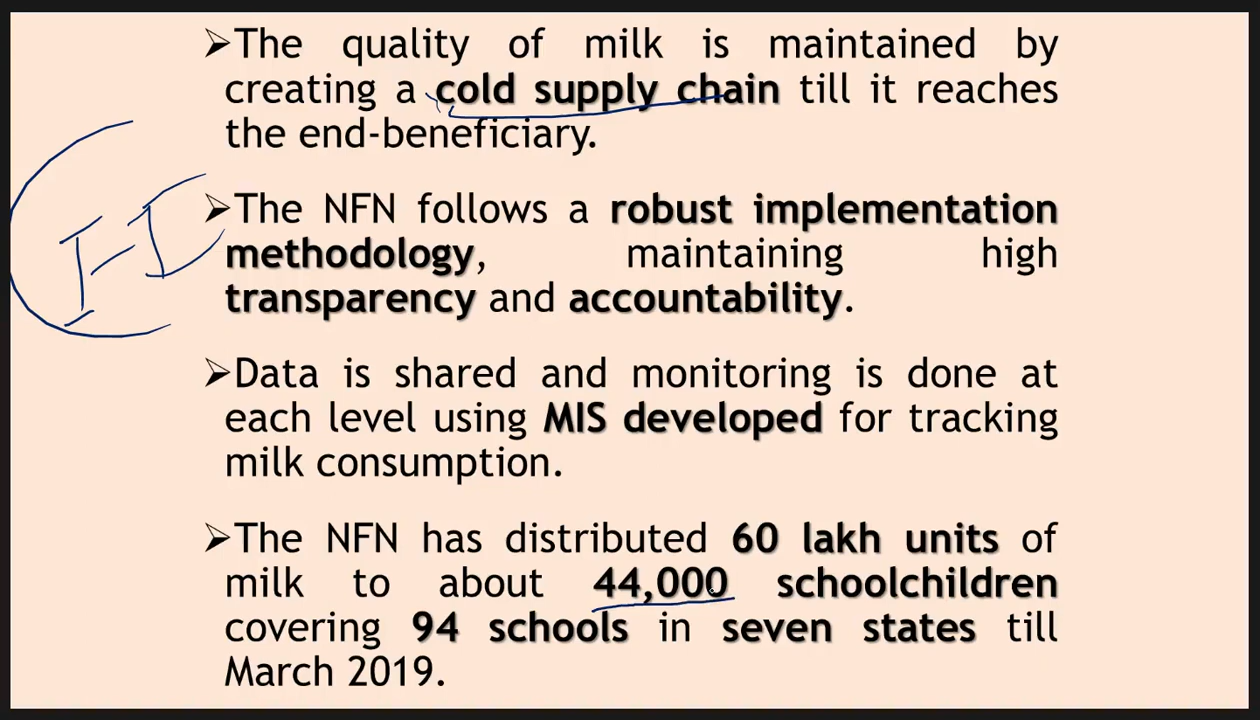 ➢The quality of milk is maintained by
creating a cold supply chain till it reaches
the end-beneficiary.
➢The NFN follows a robust implementation
methodology, maintaining high
transparency and accountability.
➢Data is shared and monitoring is done at
each level using MIS developed for tracking
milk consumption.
➢The NFN has distributed 60 lakh units of
milk to about 44,000 schoolchildren
covering 94 schools in seven states till
March 2019.